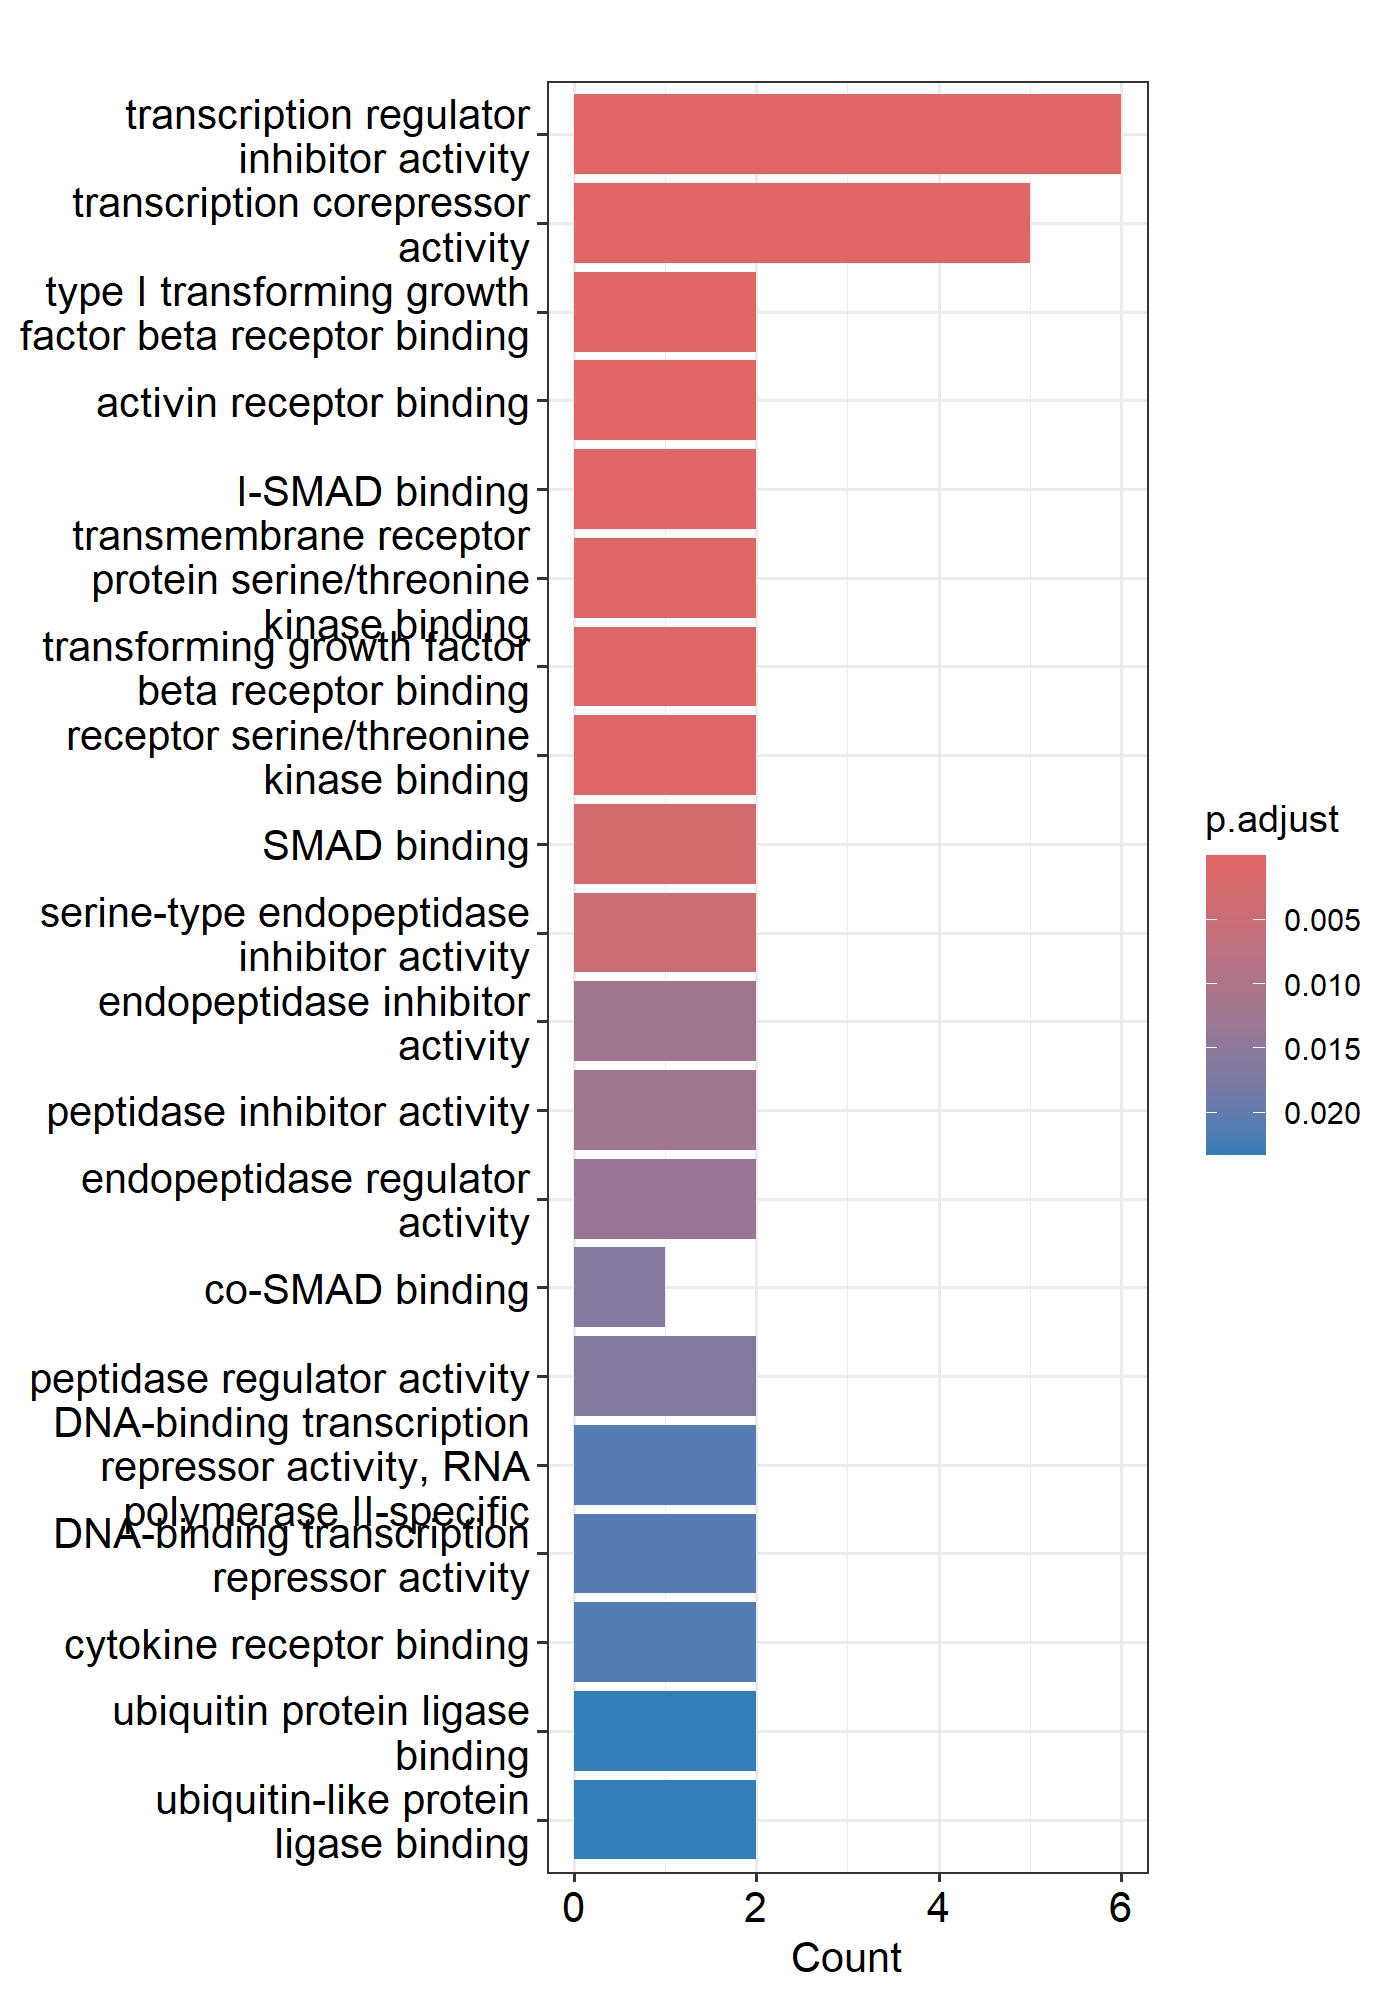 transcription regulator
inhibitor activity
transcription corepressor
activity
type I transforming growth
factor beta receptor binding
activin receptor binding
I-SMAD binding
transmembrane receptor
protein serine/threonine
kinase binding
transforming growth factor
beta receptor binding
receptor serine/threonine
kinase binding
SMAD binding
serine-type endopeptidase
inhibitor activity
endopeptidase inhibitor
activity
peptidase inhibitor activity
endopeptidase regulator
activity
co-SMAD binding
peptidase regulator activity
DNA-binding transcription
repressor activity, RNA
polymerase II-specific
DNA-binding transcription
repressor activity
cytokine receptor binding
ubiquitin protein ligase
binding
ubiquitin-like protein
ligase binding
0 2 4 6
Count
p.adjust
0.005
0.010
0.015
0.020